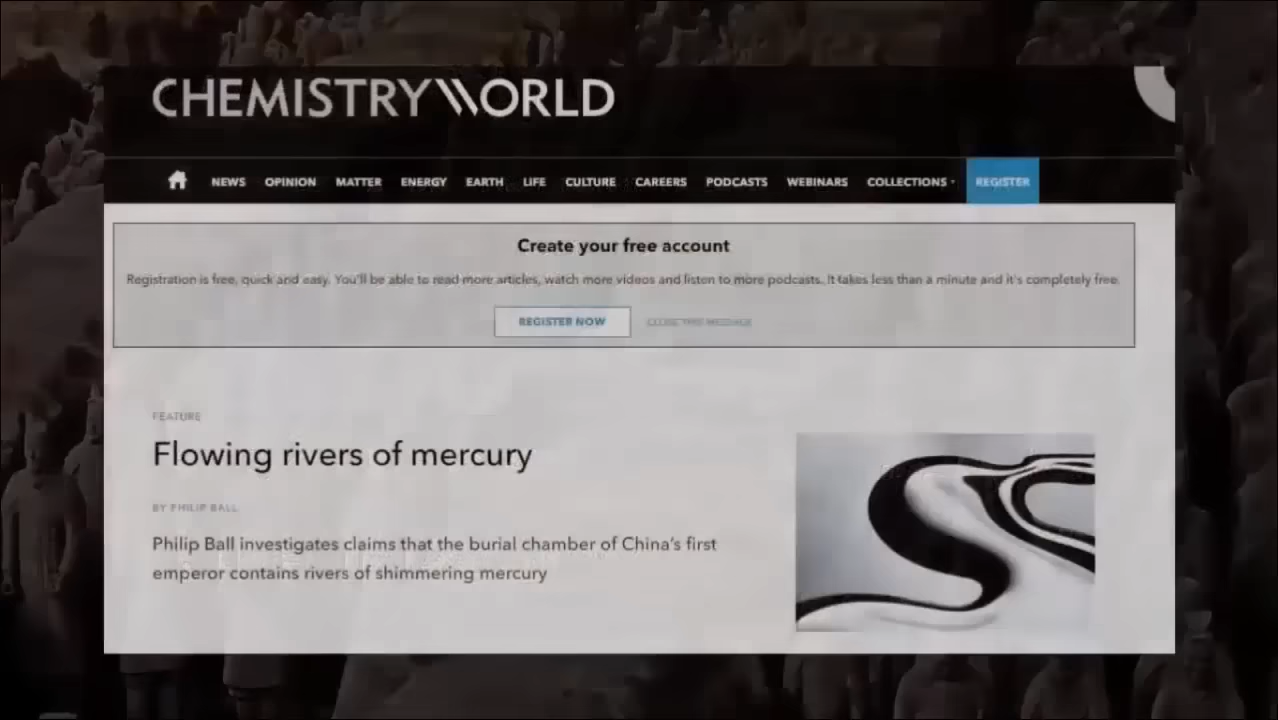 CHEMISTRY WORLD
NEWS OPINION MATTER ENERGY EARTH LIFE CULTURE CAREERS PODCASTS WEBINARS COLLECTIONS REGISTER
Create your free account
Registration is free, quick and easy. You'll be able to read more articles, watch more videos and listen to more podcasts. It takes less than a minute and it's completely free.
REGISTER NOW CLOSE THIS MESSAGE
FEATURE
Flowing rivers of mercury
BY PHILIP BALL
Philip Ball investigates claims that the burial chamber of China's first
emperor contains rivers of shimmering mercury